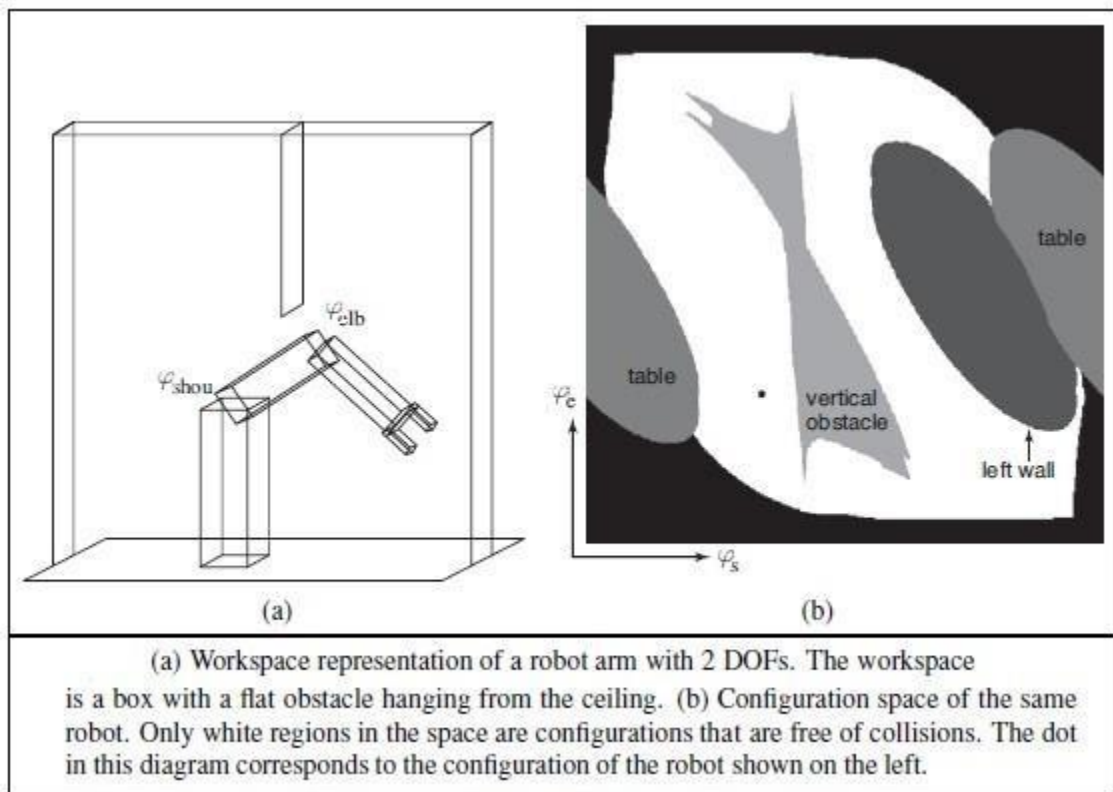 φelb
φshou
(a)
table
table
φe
vertical
obstacle
left wall
φs
(b)
(a) Workspace representation of a robot arm with 2 DOFs. The workspace
is a box with a flat obstacle hanging from the ceiling. (b) Configuration space of the same
robot. Only white regions in the space are configurations that are free of collisions. The dot
in this diagram corresponds to the configuration of the robot shown on the left.